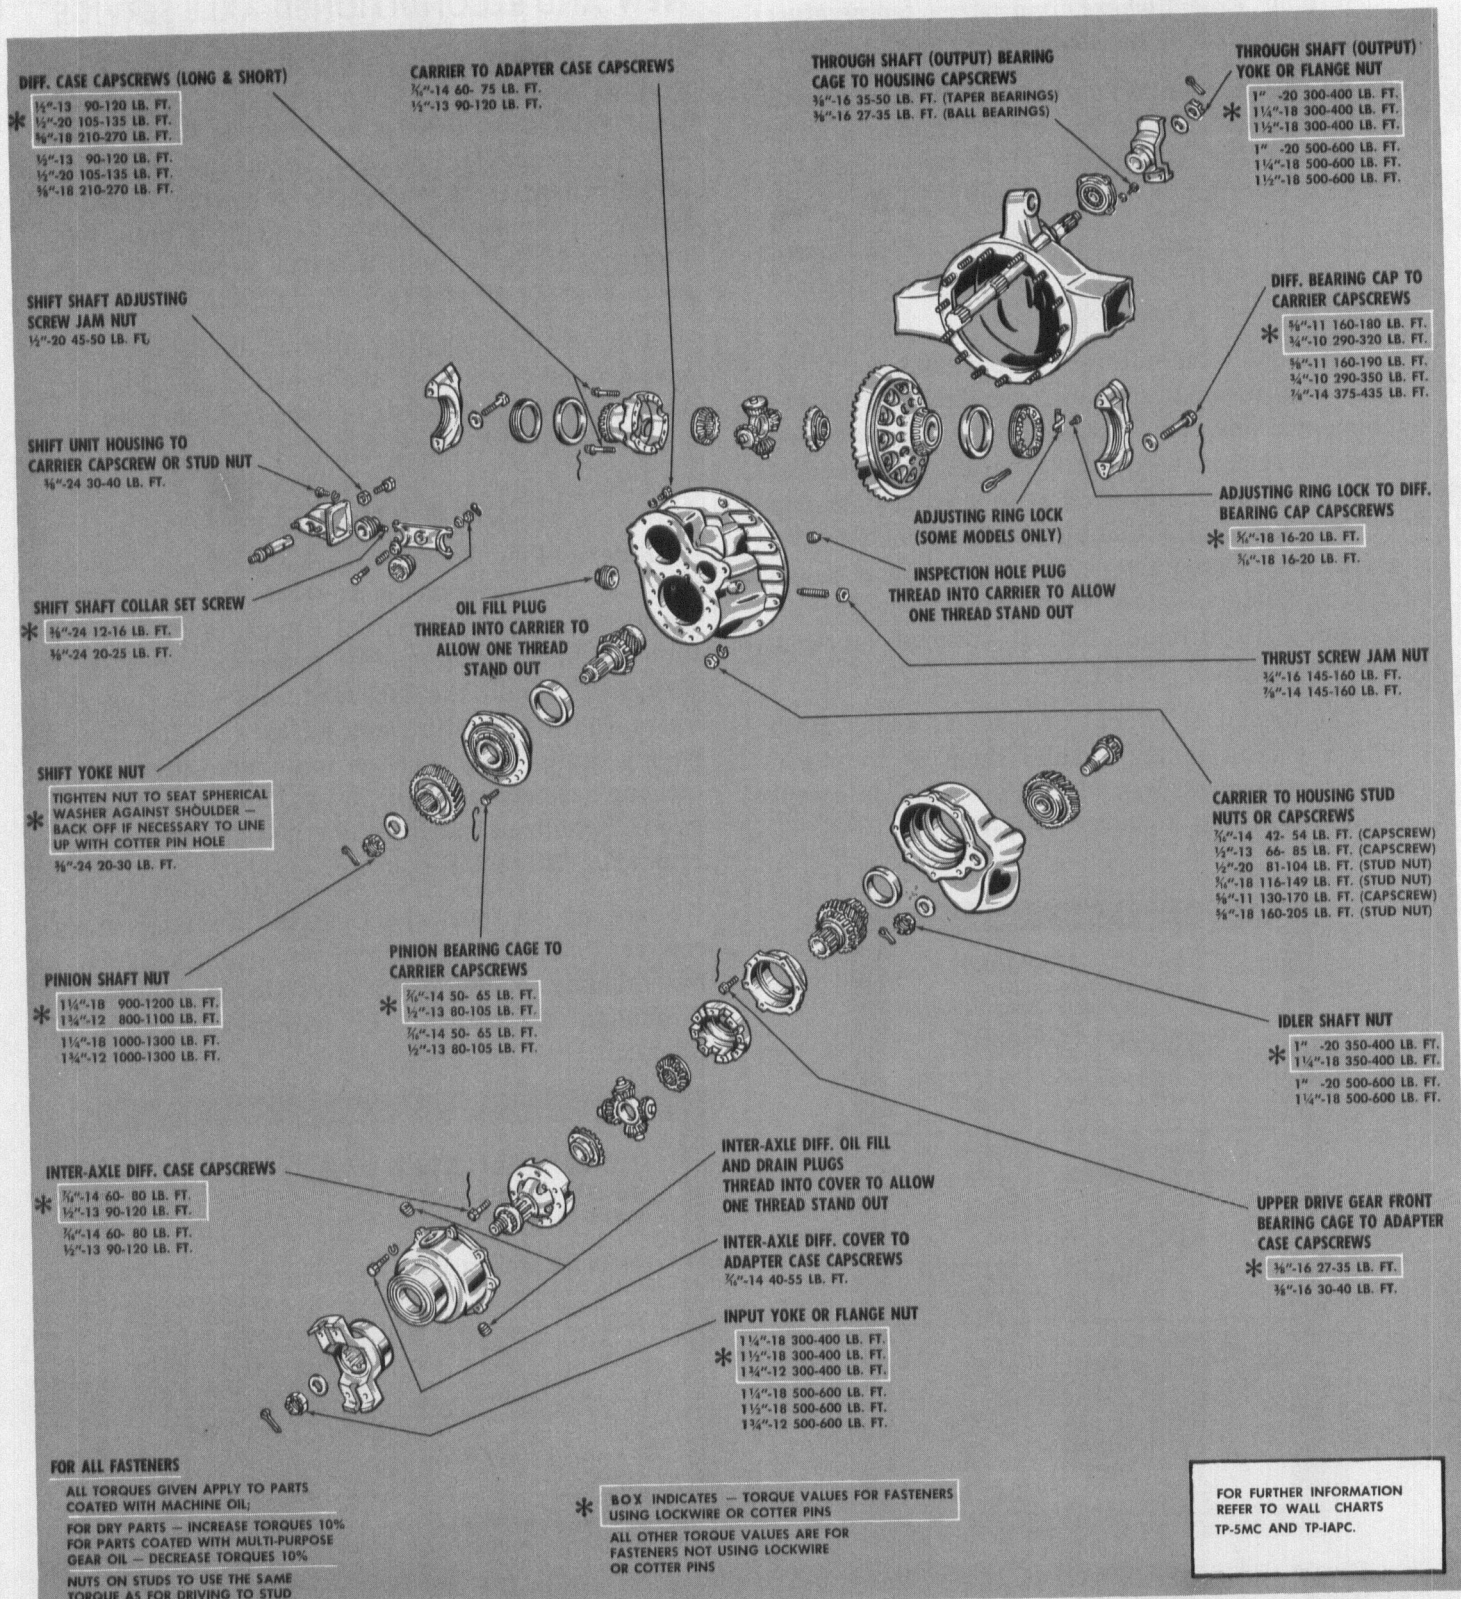 DIFF. CASE CAPSCREWS (LONG & SHORT)
* ½"-13 90-120 LB. FT.
½"-20 105-135 LB. FT.
⅝"-18 210-270 LB. FT.
½"-13 90-120 LB. FT.
½"-20 105-135 LB. FT.
⅝"-18 210-270 LB. FT.
CARRIER TO ADAPTER CASE CAPSCREWS
7/16"-14 60- 75 LB. FT.
½"-13 90-120 LB. FT.
THROUGH SHAFT (OUTPUT) BEARING
CAGE TO HOUSING CAPSCREWS
⅜"-16 35-50 LB. FT. (TAPER BEARINGS)
⅜"-16 27-35 LB. FT. (BALL BEARINGS)
THROUGH SHAFT (OUTPUT)
YOKE OR FLANGE NUT
* 1" -20 300-400 LB. FT.
1¼"-18 300-400 LB. FT.
1½"-18 300-400 LB. FT.
1" -20 500-600 LB. FT.
1¼"-18 500-600 LB. FT.
1½"-18 500-600 LB. FT.
SHIFT SHAFT ADJUSTING
SCREW JAM NUT
½"-20 45-50 LB. FT.
DIFF. BEARING CAP TO
CARRIER CAPSCREWS
* ⅝"-11 160-180 LB. FT.
¾"-10 290-320 LB. FT.
⅝"-11 160-190 LB. FT.
¾"-10 290-350 LB. FT.
⅞"-14 375-435 LB. FT.
SHIFT UNIT HOUSING TO
CARRIER CAPSCREW OR STUD NUT
⅜"-24 30-40 LB. FT.
ADJUSTING RING LOCK
(SOME MODELS ONLY)
ADJUSTING RING LOCK TO DIFF.
BEARING CAP CAPSCREWS
* 5/16"-18 16-20 LB. FT.
5/16"-18 16-20 LB. FT.
INSPECTION HOLE PLUG
THREAD INTO CARRIER TO ALLOW
ONE THREAD STAND OUT
SHIFT SHAFT COLLAR SET SCREW
* ⅜"-24 12-16 LB. FT.
⅜"-24 20-25 LB. FT.
OIL FILL PLUG
THREAD INTO CARRIER TO
ALLOW ONE THREAD
STAND OUT
THRUST SCREW JAM NUT
¾"-16 145-160 LB. FT.
⅞"-14 145-160 LB. FT.
SHIFT YOKE NUT
* TIGHTEN NUT TO SEAT SPHERICAL
WASHER AGAINST SHOULDER —
BACK OFF IF NECESSARY TO LINE
UP WITH COTTER PIN HOLE
⅜"-24 20-30 LB. FT.
CARRIER TO HOUSING STUD
NUTS OR CAPSCREWS
7/16"-14 42- 54 LB. FT. (CAPSCREW)
½"-13 66- 85 LB. FT. (CAPSCREW)
½"-20 81-104 LB. FT. (STUD NUT)
-18 116-149 LB. FT. (STUD NUT)
⅝"-11 130-170 LB. FT. (CAPSCREW)
⅝"-18 160-205 LB. FT. (STUD NUT)
PINION SHAFT NUT
* 1¼"-18 900-1200 LB. FT.
1¾"-12 800-1100 LB. FT.
1¼"-18 1000-1300 LB. FT.
1¾"-12 1000-1300 LB. FT.
PINION BEARING CAGE TO
CARRIER CAPSCREWS
* 7/16"-14 50- 65 LB. FT.
½"-13 80-105 LB. FT.
7/16"-14 50- 65 LB. FT.
½"-13 80-105 LB. FT.
IDLER SHAFT NUT
* 1" -20 350-400 LB. FT.
1¼"-18 350-400 LB. FT.
1" -20 500-600 LB. FT.
1¼"-18 500-600 LB. FT.
INTER-AXLE DIFF. CASE CAPSCREWS
* 7/16"-14 60- 80 LB. FT.
½"-13 90-120 LB. FT.
7/16"-14 60- 80 LB. FT.
½"-13 90-120 LB. FT.
INTER-AXLE DIFF. OIL FILL
AND DRAIN PLUGS
THREAD INTO COVER TO ALLOW
ONE THREAD STAND OUT
INTER-AXLE DIFF. COVER TO
ADAPTER CASE CAPSCREWS
7/16"-14 40-55 LB. FT.
UPPER DRIVE GEAR FRONT
BEARING CAGE TO ADAPTER
CASE CAPSCREWS
* ⅜"-16 27-35 LB. FT.
⅜"-16 30-40 LB. FT.
INPUT YOKE OR FLANGE NUT
* 1¼"-18 300-400 LB. FT.
1½"-18 300-400 LB. FT.
1¾"-12 300-400 LB. FT.
1¼"-18 500-600 LB. FT.
1½"-18 500-600 LB. FT.
1¾"-12 500-600 LB. FT.
FOR ALL FASTENERS
ALL TORQUES GIVEN APPLY TO PARTS
COATED WITH MACHINE OIL;
FOR DRY PARTS — INCREASE TORQUES 10%
FOR PARTS COATED WITH MULTI-PURPOSE
GEAR OIL — DECREASE TORQUES 10%
NUTS ON STUDS TO USE THE SAME
TORQUE AS FOR DRIVING TO STUD
* BOX INDICATES — TORQUE VALUES FOR FASTENERS
USING LOCKWIRE OR COTTER PINS
ALL OTHER TORQUE VALUES ARE FOR
FASTENERS NOT USING LOCKWIRE
OR COTTER PINS
FOR FURTHER INFORMATION
REFER TO WALL CHARTS
TP-5MC AND TP-IAPC.